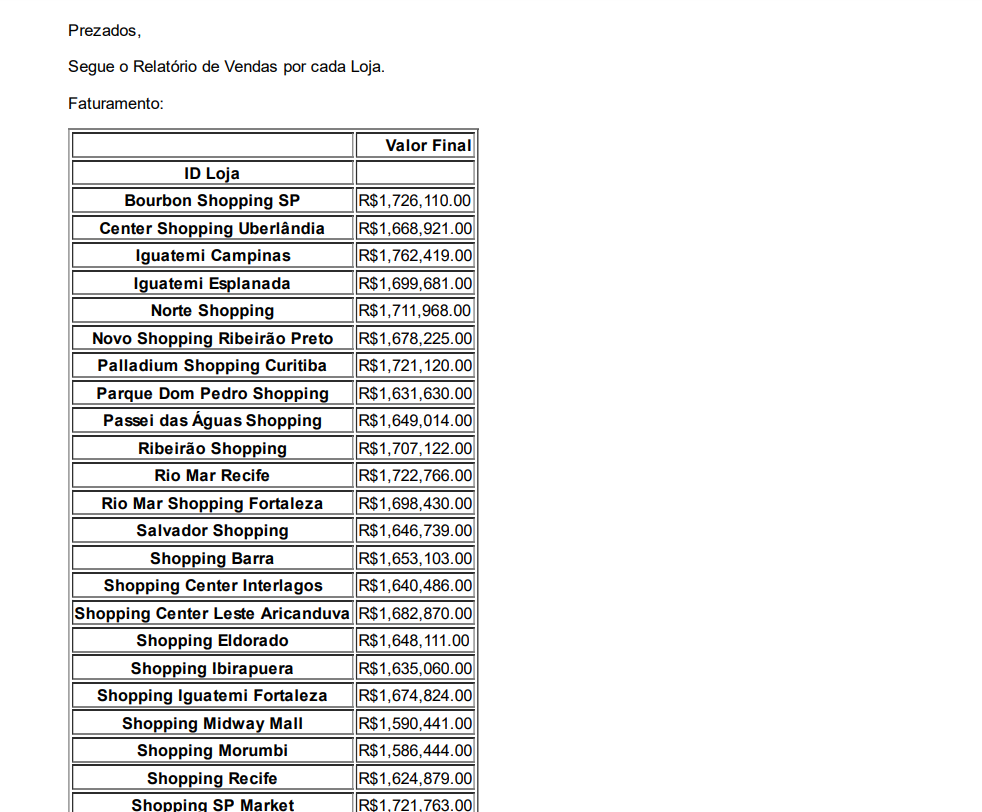 Prezados,
Segue o Relatório de Vendas por cada Loja.
Faturamento:
Valor Final
ID Loja
Bourbon Shopping SP R$1,726,110.00
Center Shopping Uberlândia R$1,668,921.00
Iguatemi Campinas R$1,762,419.00
Iguatemi Esplanada R$1,699,681.00
Norte Shopping R$1,711,968.00
Novo Shopping Ribeirão Preto R$1,678,225.00
Palladium Shopping Curitiba R$1,721,120.00
Parque Dom Pedro Shopping R$1,631,630.00
Passei das Águas Shopping R$1,649,014.00
Ribeirão Shopping R$1,707,122.00
Rio Mar Recife R$1,722,766.00
Rio Mar Shopping Fortaleza R$1,698,430.00
Salvador Shopping R$1,646,739.00
Shopping Barra R$1,653,103.00
Shopping Center Interlagos R$1,640,486.00
Shopping Center Leste Aricanduva R$1,682,870.00
Shopping Eldorado R$1,648,111.00
Shopping Ibirapuera R$1,635,060.00
Shopping Iguatemi Fortaleza R$1,674,824.00
Shopping Midway Mall R$1,590,441.00
Shopping Morumbi R$1,586,444.00
Shopping Recife R$1,624,879.00
Shopping SP Market R$1,721,763.00